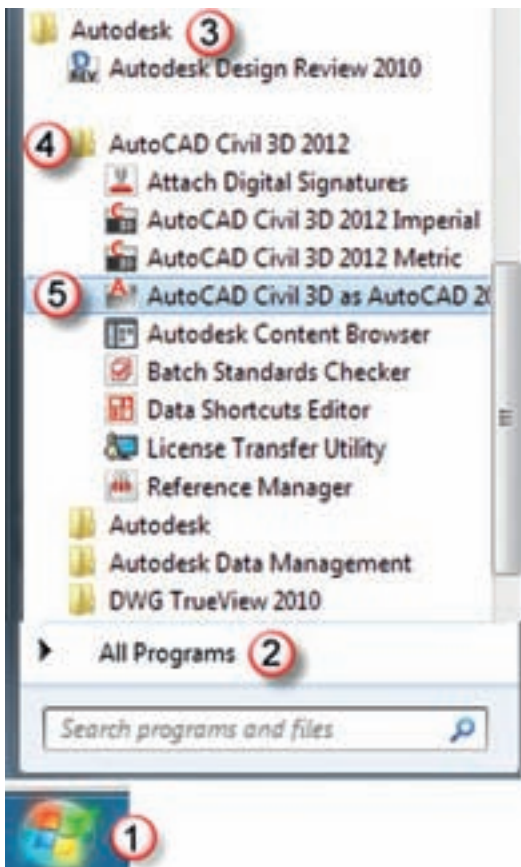 Autodesk 3
REV Autodesk Design Review 2010
4 AutoCAD Civil 3D 2012
Attach Digital Signatures
AutoCAD Civil 3D 2012 Imperial
AutoCAD Civil 3D 2012 Metric
5 AutoCAD Civil 3D as AutoCAD 20
Autodesk Content Browser
Batch Standards Checker
Data Shortcuts Editor
License Transfer Utility
Reference Manager
Autodesk
Autodesk Data Management
DWG TrueView 2010
All Programs 2
Search programs and files
1